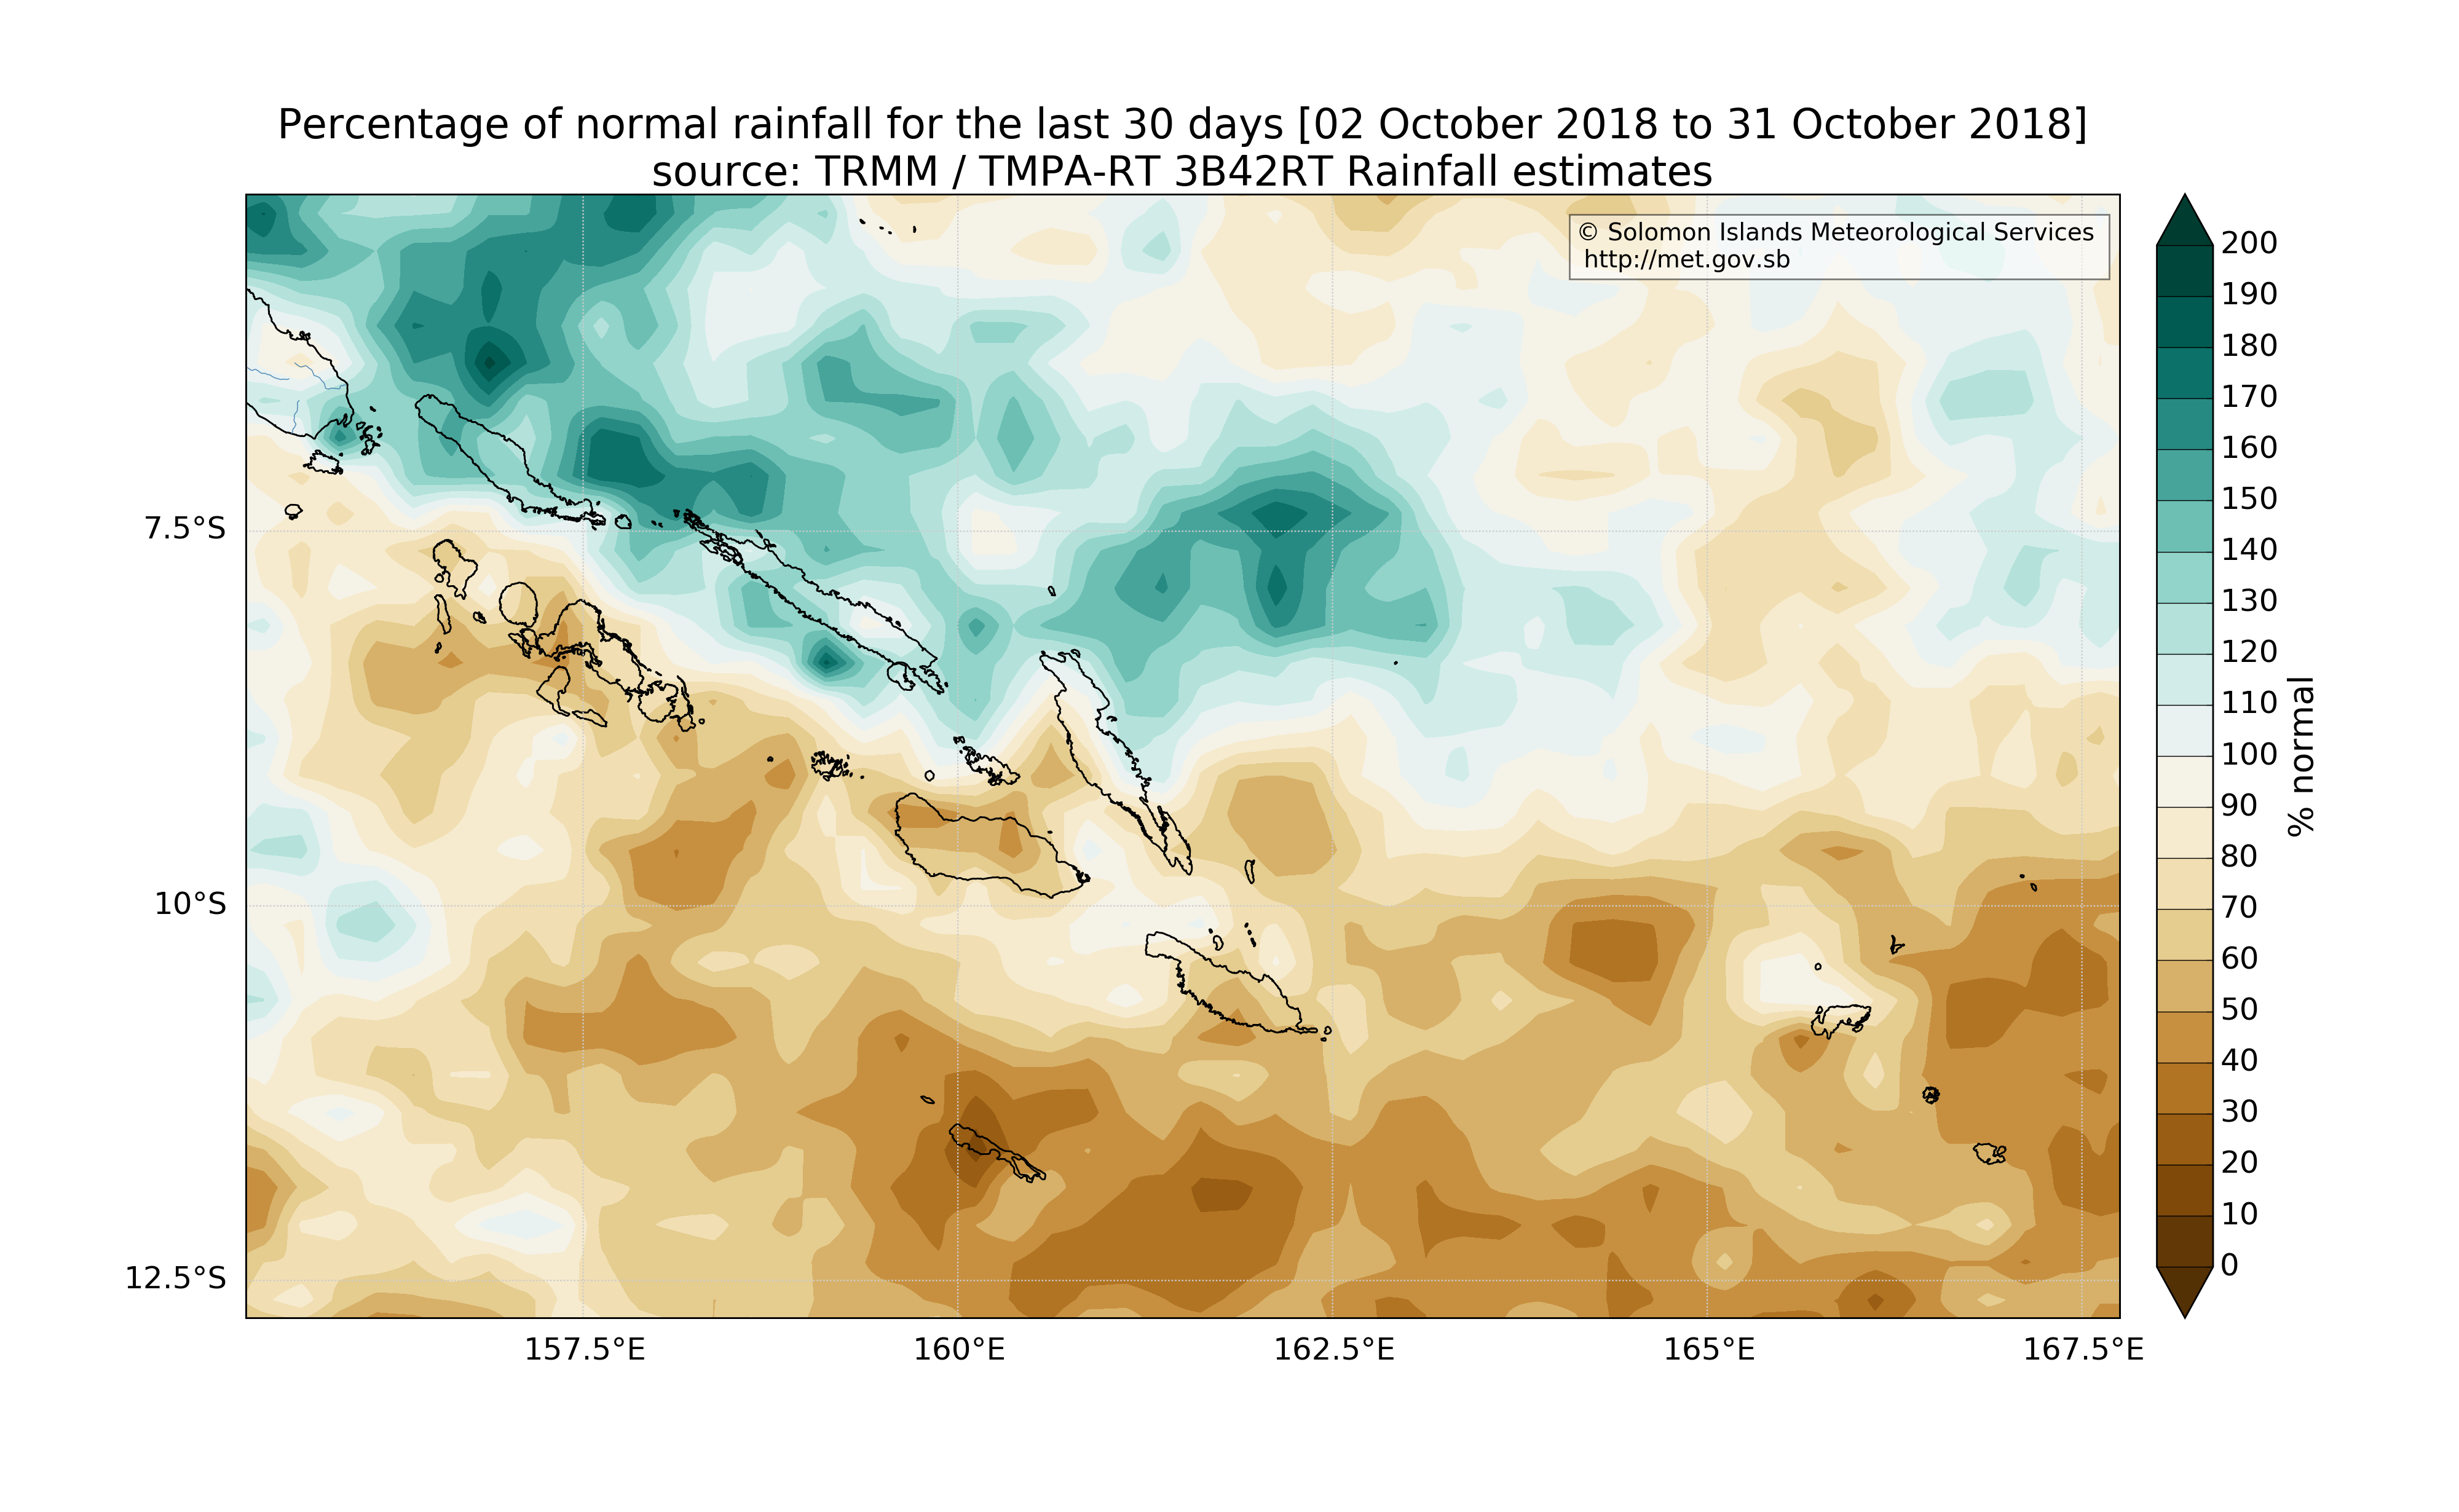 Percentage of normal rainfall for the last 30 days [02 October 2018 to 31 October 2018]
source: TRMM / TMPA-RT 3B42RT Rainfall estimates
© Solomon Islands Meteorological Services
http://met.gov.sb
7.5°S
10°S
12.5°S
157.5°E
160°E
162.5°E
165°E
167.5°E
200
190
180
170
160
150
140
130
120
110
100
90
80
70
60
50
40
30
20
10
0
% normal